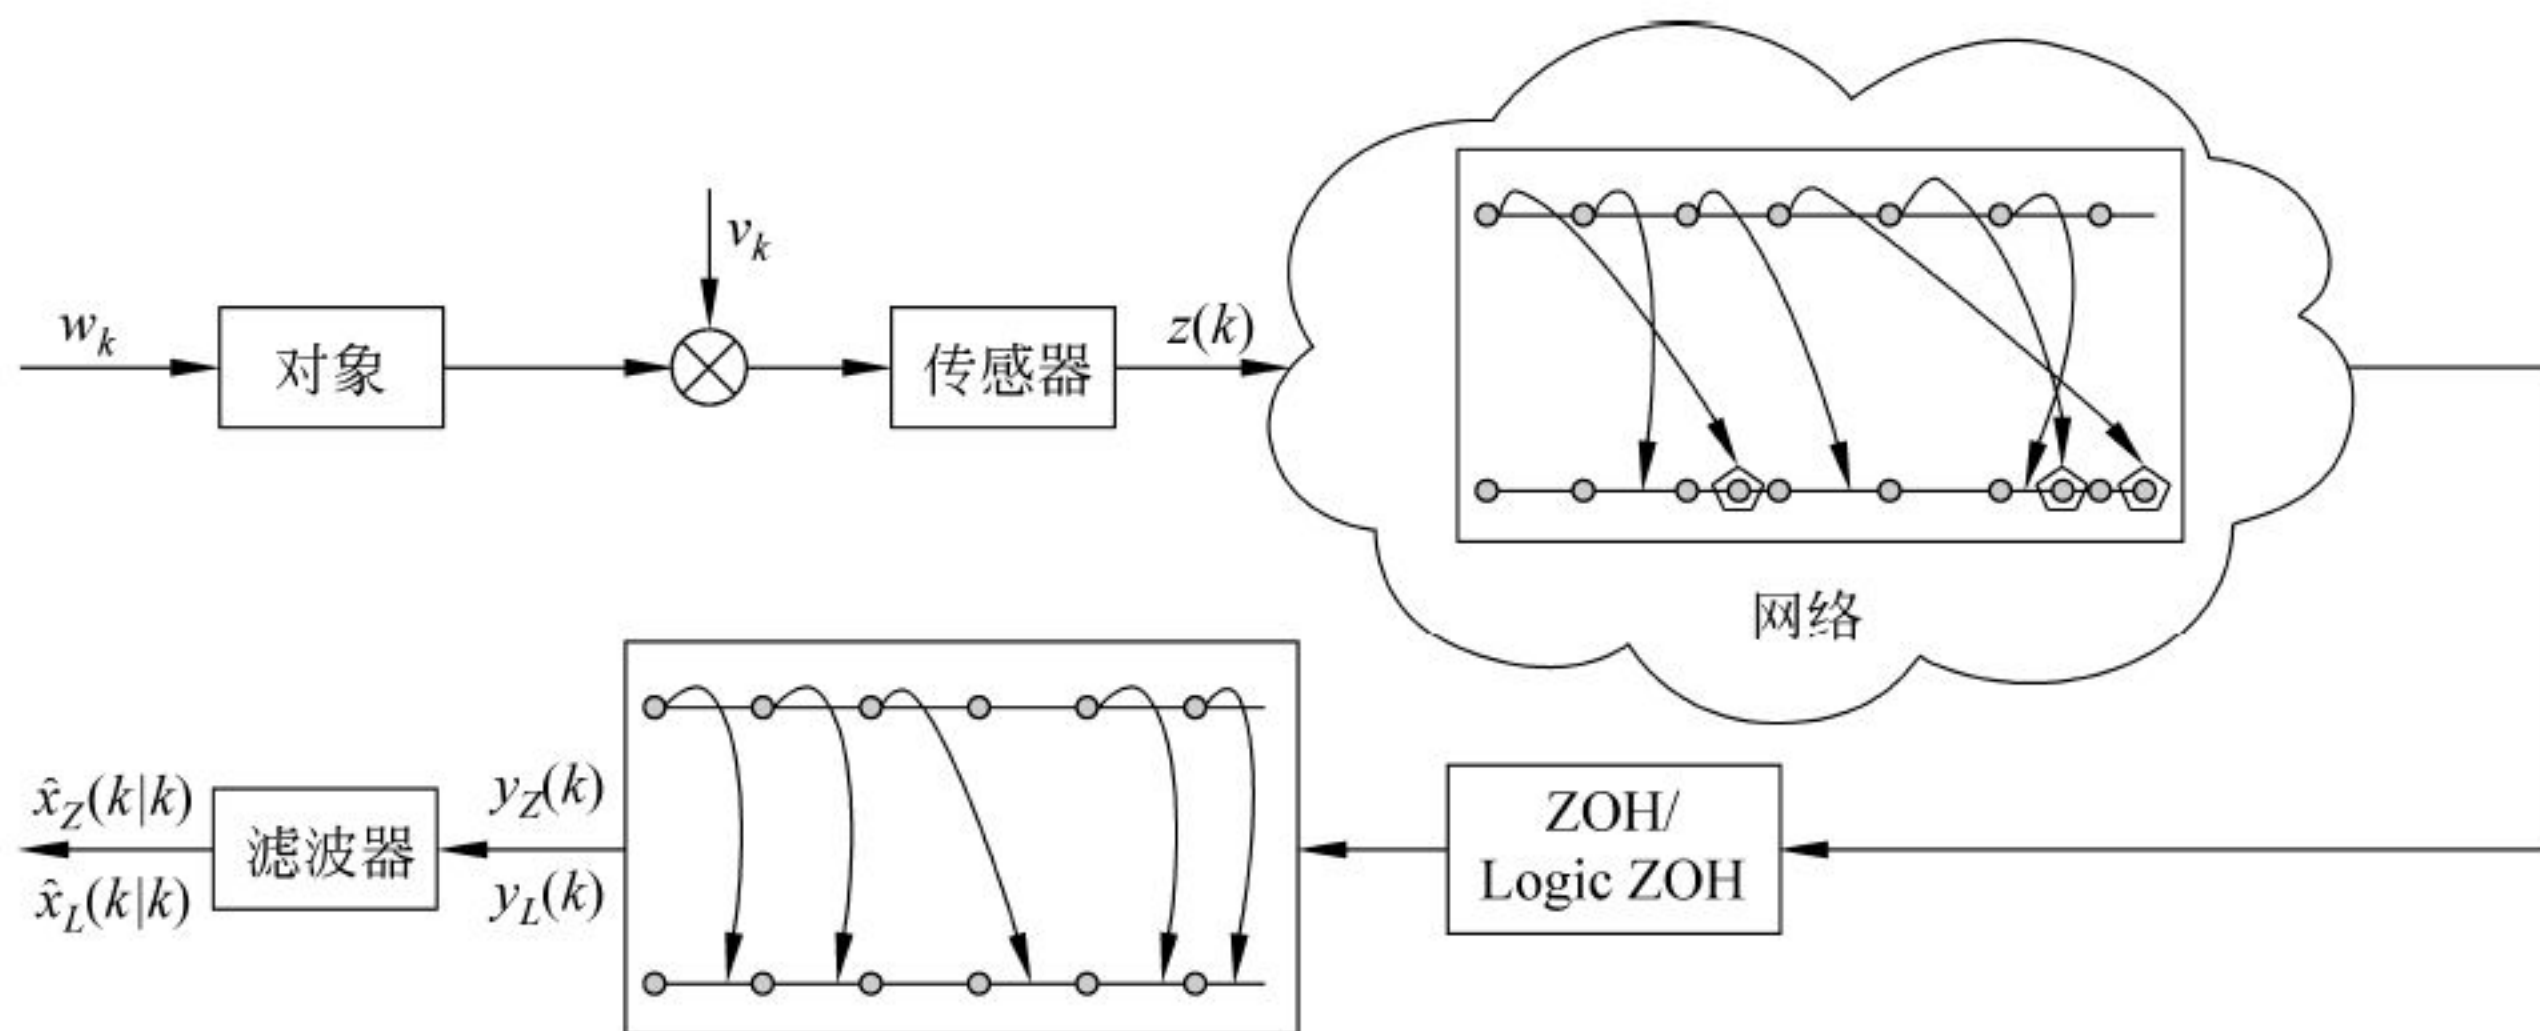 w_k
对象
v_k
传感器
z(k)
网络
x̂_Z(k|k)
x̂_L(k|k)
滤波器
y_Z(k)
y_L(k)
ZOH/
Logic ZOH